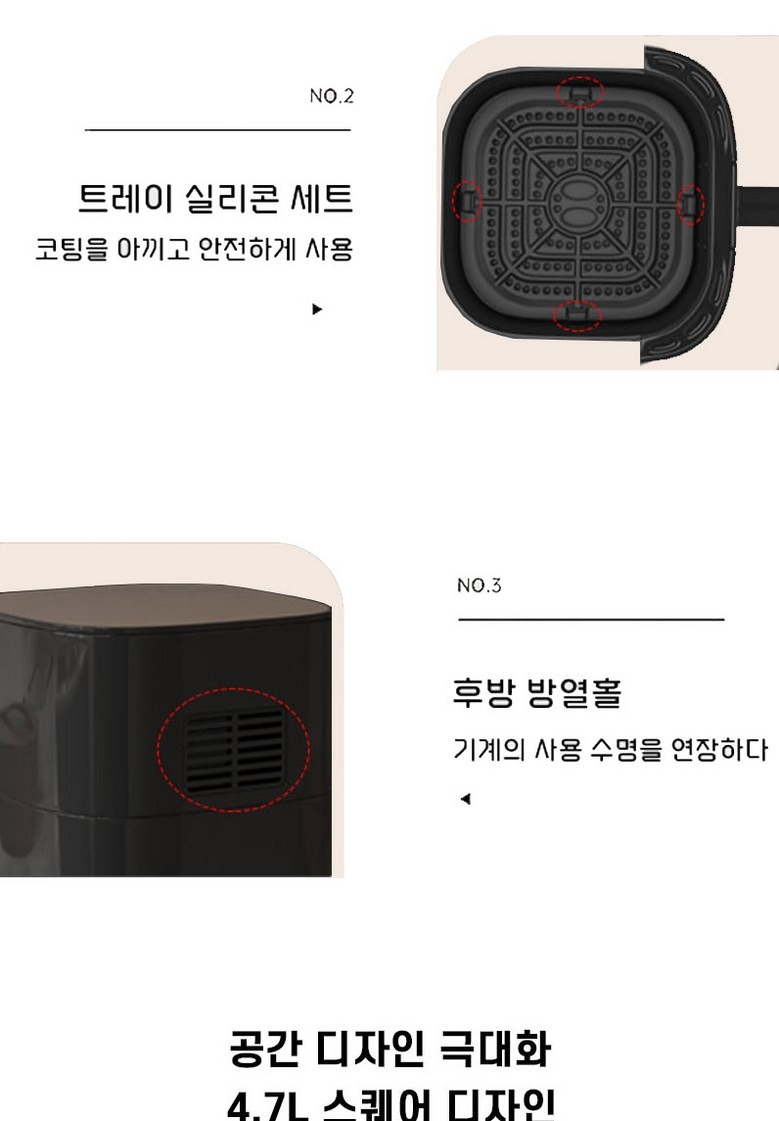 NO.2
트레이 실리콘 세트
코팅을 아끼고 안전하게 사용
NO.3
후방 방열홀
기계의 사용 수명을 연장하다
공간 디자인 극대화
4.7L 스퀘어 디자인